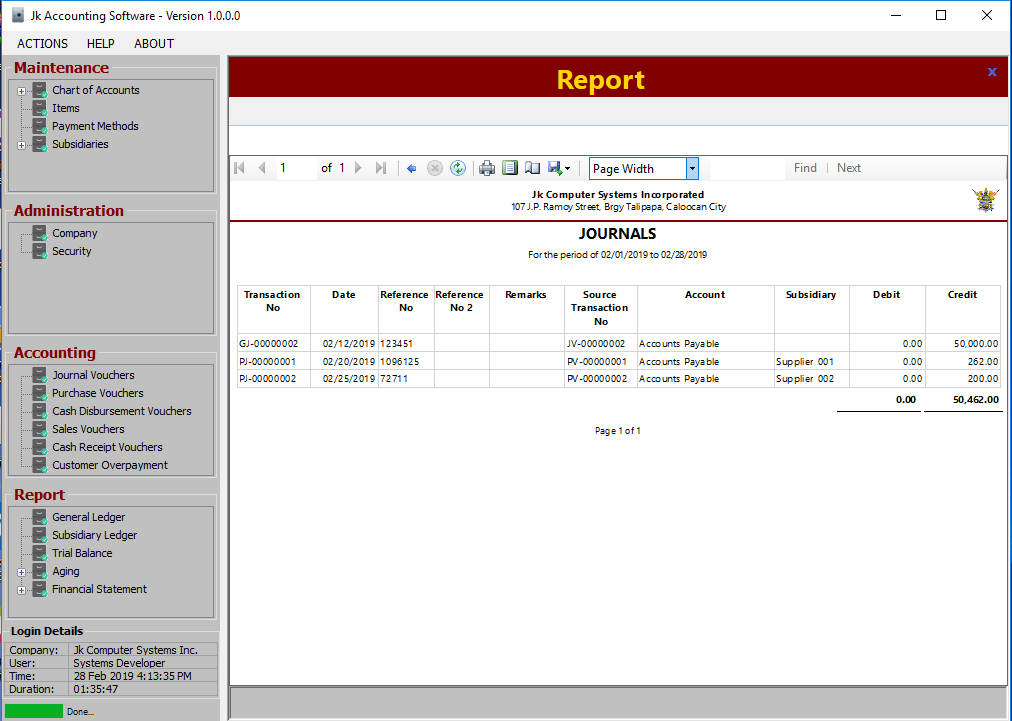 Jk Accounting Software - Version 1.0.0.0
ACTIONS HELP ABOUT
Maintenance
Chart of Accounts
Items
Payment Methods
Subsidiaries
Administration
Company
Security
Accounting
Journal Vouchers
Purchase Vouchers
Cash Disbursement Vouchers
Sales Vouchers
Cash Receipt Vouchers
Customer Overpayment
Report
General Ledger
Subsidiary Ledger
Trial Balance
Aging
Financial Statement
Login Details
Company: Jk Computer Systems Inc.
User: Systems Developer
Time: 28 Feb 2019 4:13:35 PM
Duration: 01:35:47
Done...
Report x
1 of 1 Page Width Find | Next
Jk Computer Systems Incorporated
107 J.P. Ramoy Street, Brgy Talipapa, Caloocan City
JOURNALS
For the period of 02/01/2019 to 02/28/2019
Transaction No Date Reference No Reference No 2 Remarks Source Transaction No Account Subsidiary Debit Credit
GJ-00000002 02/12/2019 123451 JV-00000002 Accounts Payable 0.00 50,000.00
PJ-00000001 02/20/2019 1096125 PV-00000001 Accounts Payable Supplier 001 0.00 262.00
PJ-00000002 02/25/2019 72711 PV-00000002 Accounts Payable Supplier 002 0.00 200.00
0.00 50,462.00
Page 1 of 1